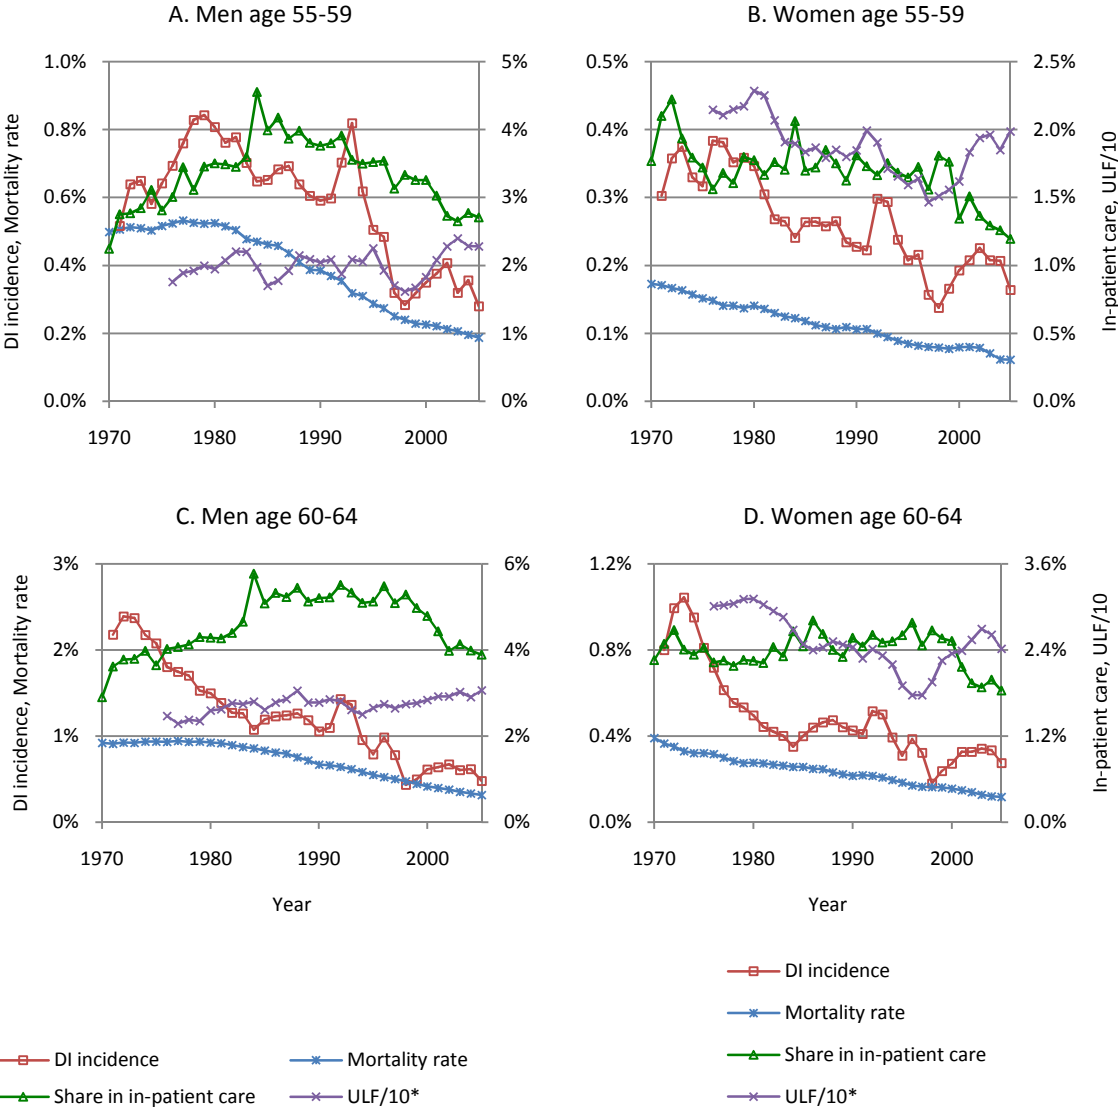 A. Men age 55-59
B. Women age 55-59
DI incidence, Mortality rate
1.0%
0.8%
0.6%
0.4%
0.2%
0.0%
5%
4%
3%
2%
1%
0%
1970 1980 1990 2000
0.5%
0.4%
0.3%
0.2%
0.1%
0.0%
2.5%
2.0%
1.5%
1.0%
0.5%
0.0%
In-patient care, ULF/10
1970 1980 1990 2000
C. Men age 60-64
D. Women age 60-64
DI incidence, Mortality rate
3%
2%
1%
0%
6%
4%
2%
0%
1970 1980 1990 2000
Year
1.2%
0.8%
0.4%
0.0%
3.6%
2.4%
1.2%
0.0%
In-patient care, ULF/10
1970 1980 1990 2000
Year
DI incidence
Mortality rate
Share in in-patient care
ULF/10*
DI incidence
Mortality rate
Share in in-patient care
ULF/10*